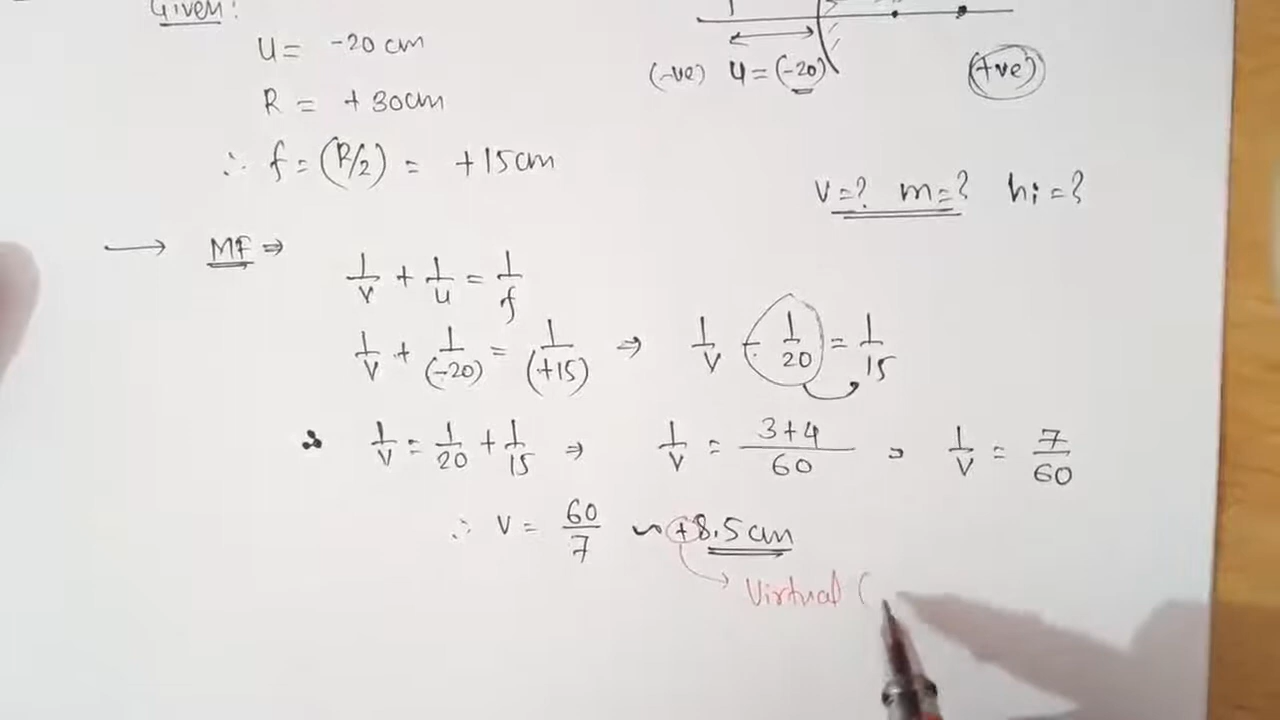 Given:
u = -20 cm
R = + 30cm
∴ f = (R/2) = +15cm
(-ve) u = (-20)
(+ve)
v=? m=? hi=?
→ MF ⇒
1/v + 1/u = 1/f
1/v + 1/(-20) = 1/(+15) ⇒ 1/v - 1/20 = 1/15
∴ 1/v = 1/20 + 1/15 ⇒ 1/v = 3+4/60 ⇒ 1/v = 7/60
∴ v = 60/7 ~ +8.5cm
→ Virtual (